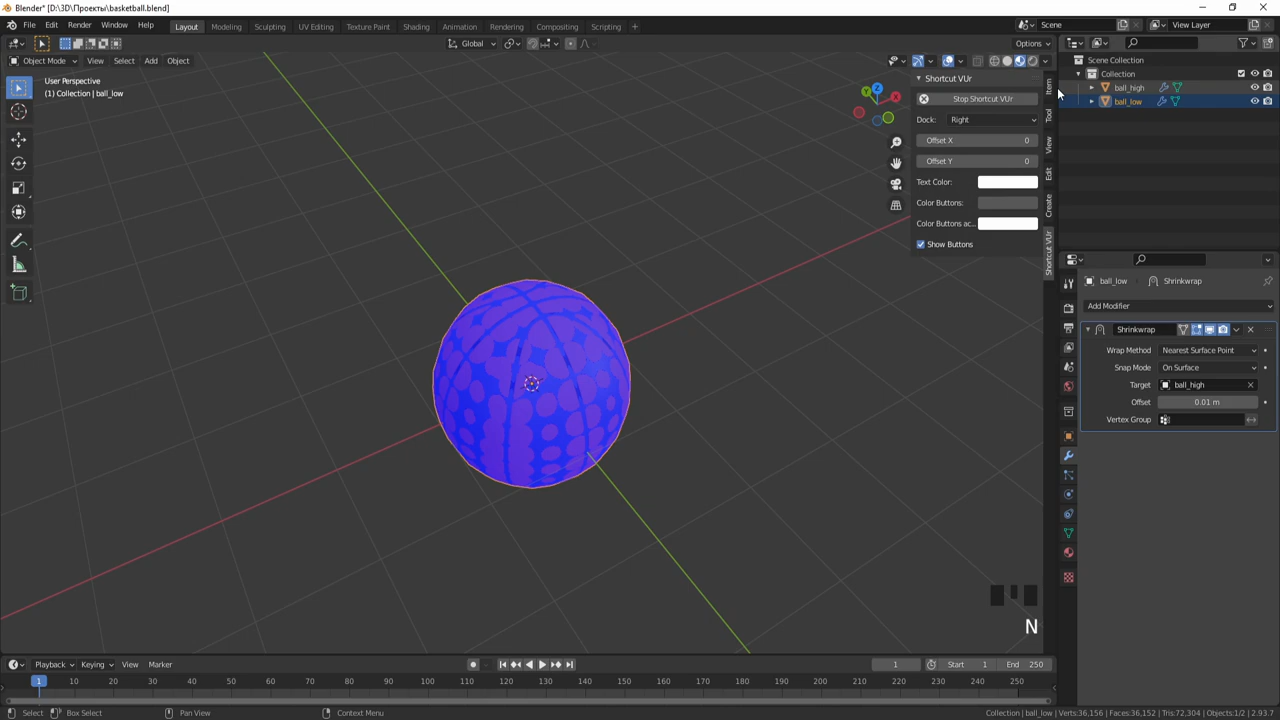 Blender* [D:\3D\Проекты\basketball.blend]
File Edit Render Window Help Layout Modeling Sculpting UV Editing Texture Paint Shading Animation Rendering Compositing Scripting + Scene View Layer
Global Options
Object Mode View Select Add Object
User Perspective
(1) Collection | ball_low
Shortcut VUr
Stop Shortcut VUr
Dock: Right
Offset X 0
Offset Y 0
Text Color:
Color Buttons:
Color Buttons ac...
Show Buttons
Item
Tool
View
Edit
Create
Shortcut VUr
X
Y
Z
Scene Collection
Collection
ball_high
ball_low
ball_low › Shrinkwrap
Add Modifier
Shrinkwrap
Wrap Method Nearest Surface Point
Snap Mode On Surface
Target ball_high
Offset 0.01 m
Vertex Group
N
Playback Keying View Marker 1 Start 1 End 250
1 10 20 30 40 50 60 70 80 90 100 110 120 130 140 150 160 170 180 190 200 210 220 230 240 250
Select Box Select Pan View Context Menu Collection | ball_low | Verts:36,156 | Faces:36,152 | Tris:72,304 | Objects:1/2 | 2.93.7